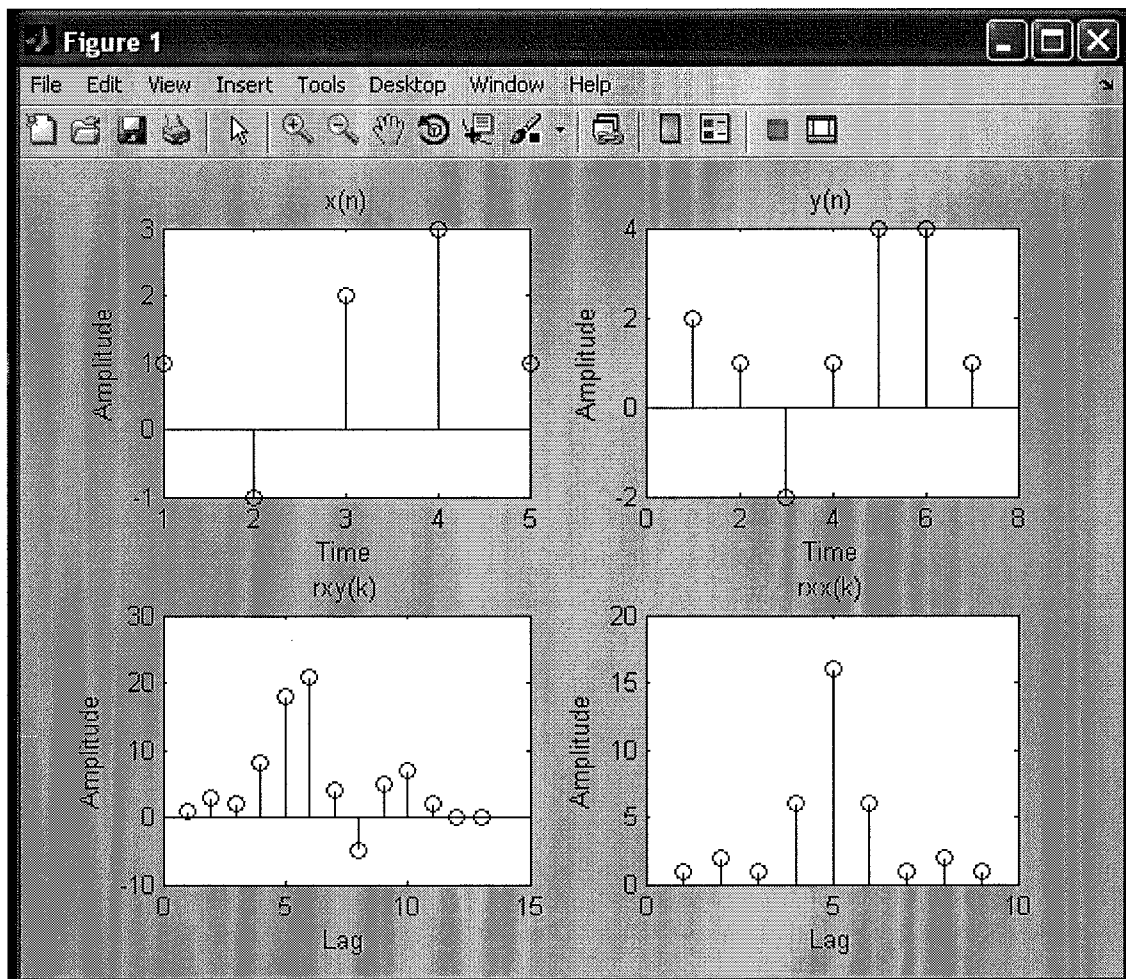 Figure 1
File Edit View Insert Tools Desktop Window Help
x(n)
3
2
1
0
-1
Amplitude
1 2 3 4 5
Time
y(n)
4
2
0
-2
Amplitude
0 2 4 6 8
Time
rxy(k)
30
20
10
0
-10
Amplitude
0 5 10 15
Lag
rxx(k)
20
15
10
5
0
Amplitude
0 5 10
Lag